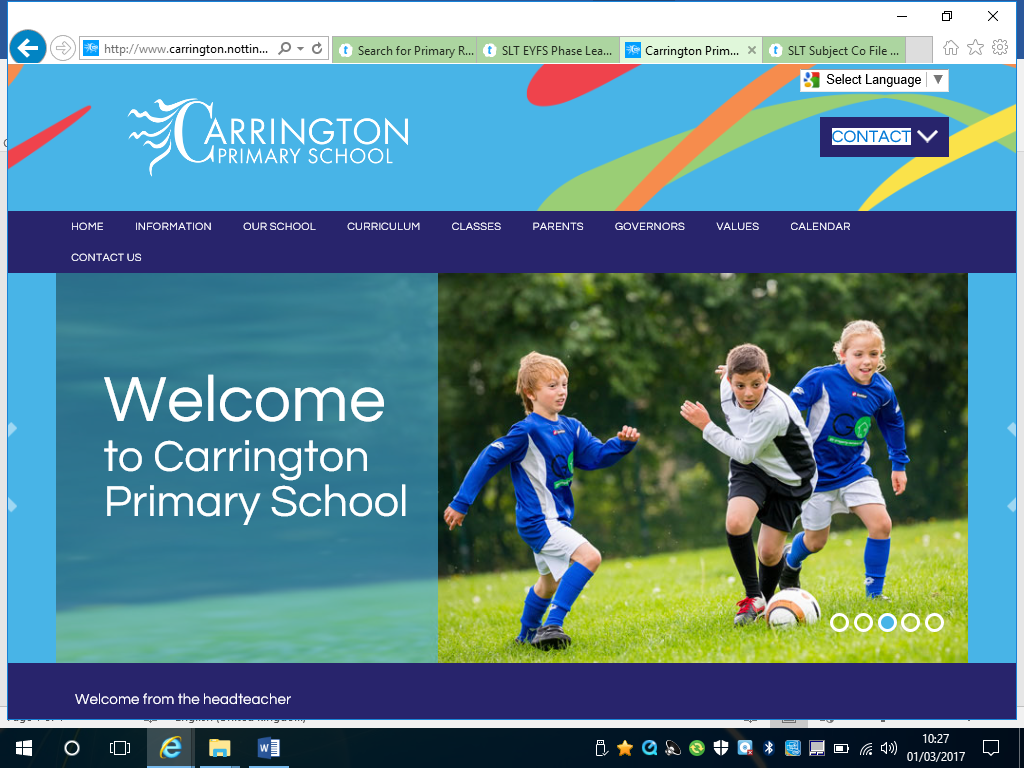 http://www.carrington.nottin...
Search for Primary R...
SLT EYFS Phase Lea...
Carrington Prim...
SLT Subject Co File ...
Select Language
CARRINGTON
PRIMARY SCHOOL
CONTACT
HOME INFORMATION OUR SCHOOL CURRICULUM CLASSES PARENTS GOVERNORS VALUES CALENDAR
CONTACT US
Welcome
to Carrington
Primary School
GO
Welcome from the headteacher
10:27
01/03/2017